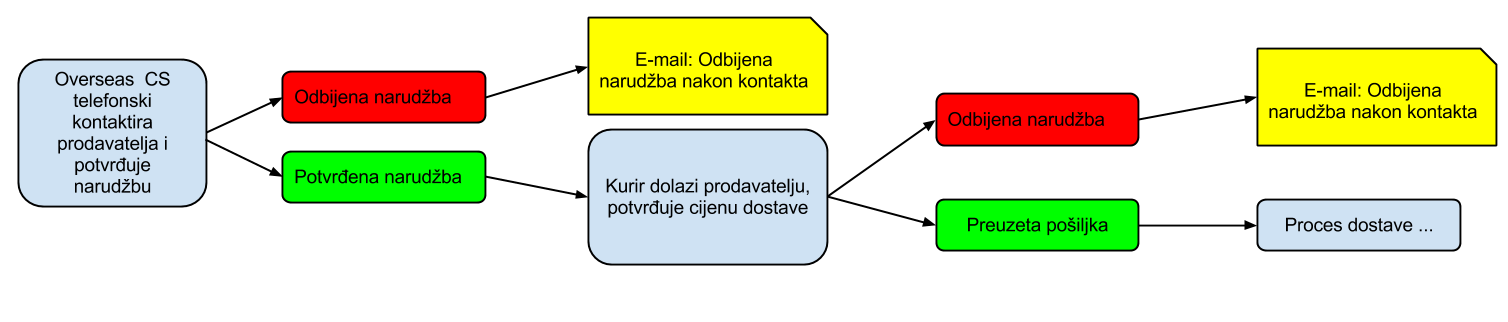 Overseas  CS
telefonski
kontaktira
prodavatelja i
potvrđuje
narudžbu
Odbijena narudžba
Potvrđena narudžba
E-mail: Odbijena
narudžba nakon kontakta
Kurir dolazi prodavatelju,
potvrđuje cijenu dostave
Odbijena narudžba
Preuzeta pošiljka
E-mail: Odbijena
narudžba nakon kontakta
Proces dostave ...